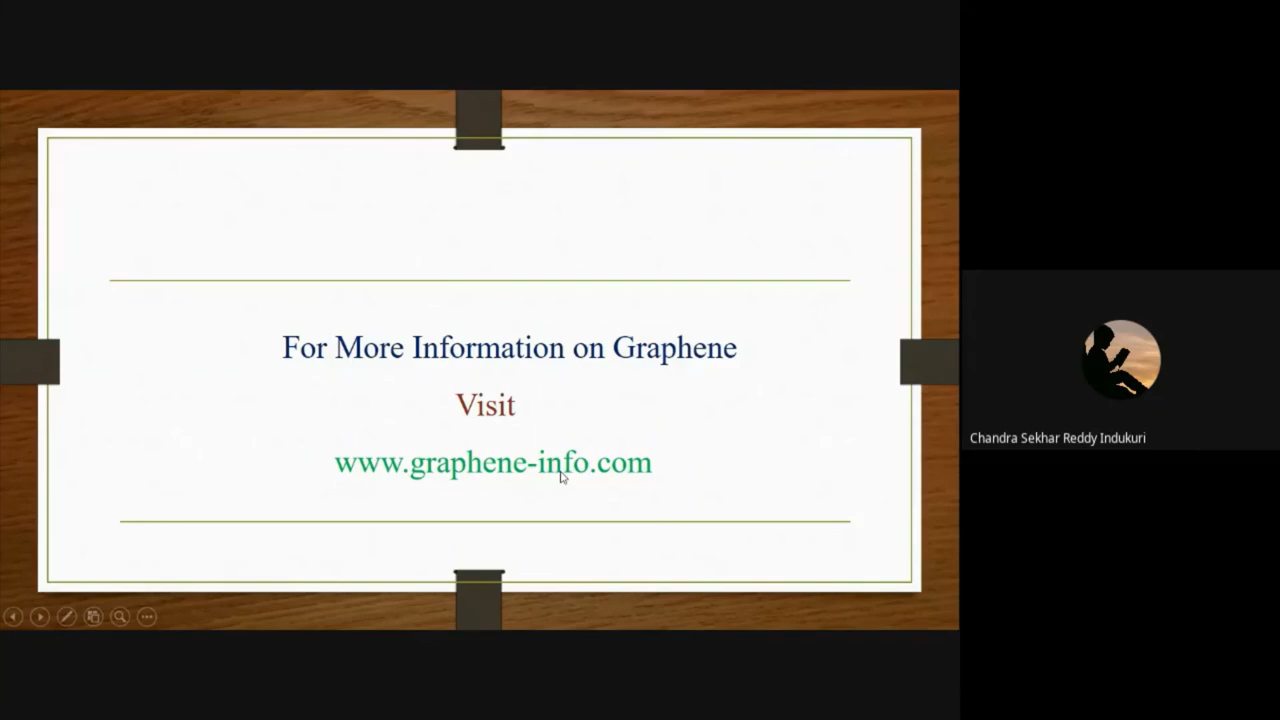 For More Information on Graphene
Visit
www.graphene-info.com
Chandra Sekhar Reddy Indukuri